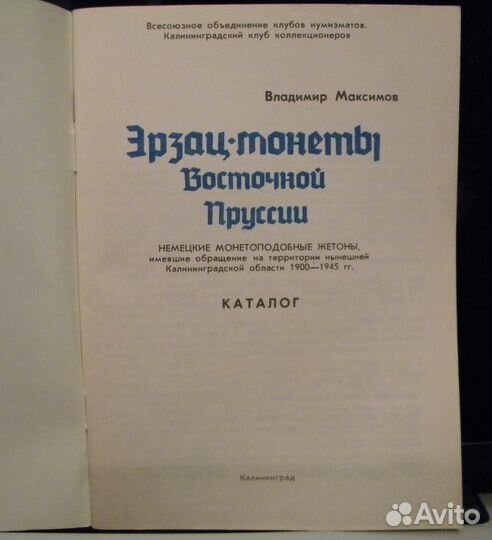 Всесоюзное объединение клубов нумизматов.
Калининградский клуб коллекционеров
Владимир Максимов
Эрзац-монеты
Восточной
Пруссии
НЕМЕЦКИЕ МОНЕТОПОДОБНЫЕ ЖЕТОНЫ,
имевшие обращение на территории нынешней
Калининградской области 1900—1945 гг.
КАТАЛОГ
Калининград
Avito